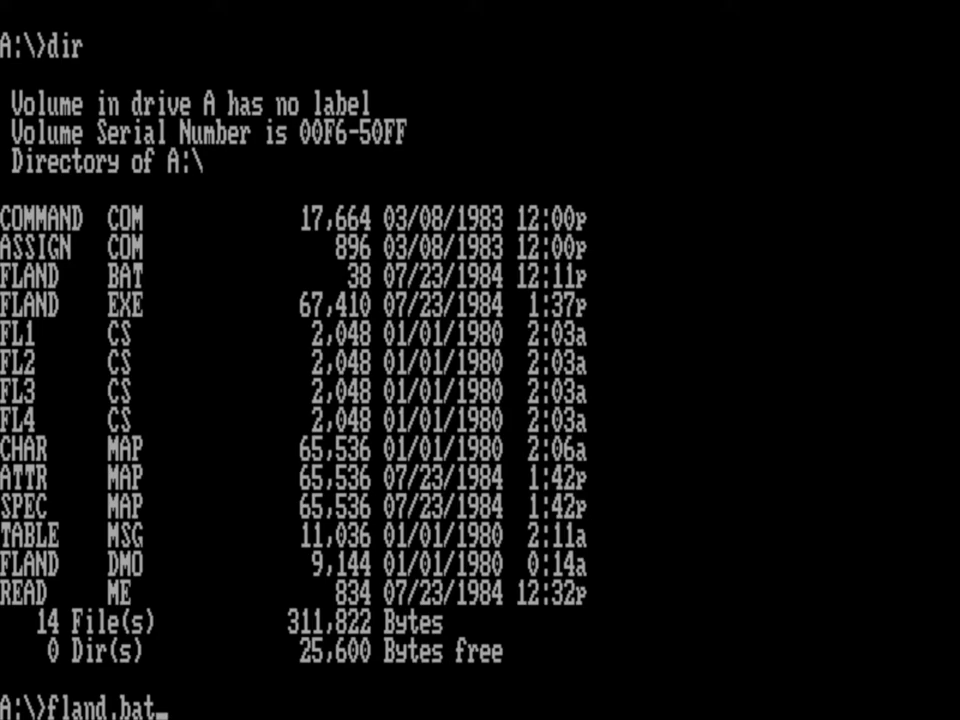 A:\>dir
Volume in drive A has no label
Volume Serial Number is 00F6-50FF
Directory of A:\
COMMAND COM 17,664 03/08/1983 12:00p
ASSIGN COM 896 03/08/1983 12:00p
FLAND BAT 38 07/23/1984 12:11p
FLAND EXE 67,410 07/23/1984 1:37p
FL1 CS 2,048 01/01/1980 2:03a
FL2 CS 2,048 01/01/1980 2:03a
FL3 CS 2,048 01/01/1980 2:03a
FL4 CS 2,048 01/01/1980 2:03a
CHAR MAP 65,536 01/01/1980 2:06a
ATTR MAP 65,536 07/23/1984 1:42p
SPEC MAP 65,536 07/23/1984 1:42p
TABLE MSG 11,036 01/01/1980 2:11a
FLAND DMO 9,144 01/01/1980 0:14a
READ ME 834 07/23/1984 12:32p
14 File(s) 311,822 Bytes
0 Dir(s) 25,600 Bytes free
A:\>fland.bat_